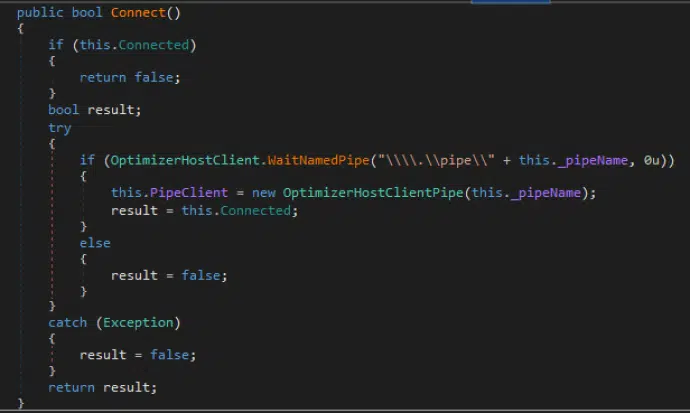 public bool Connect()
{
if (this.Connected)
{
return false;
}
bool result;
try
{
if (OptimizerHostClient.WaitNamedPipe("\\\\.\\pipe\\" + this._pipeName, 0u))
{
this.PipeClient = new OptimizerHostClientPipe(this._pipeName);
result = this.Connected;
}
else
{
result = false;
}
}
catch (Exception)
{
result = false;
}
return result;
}